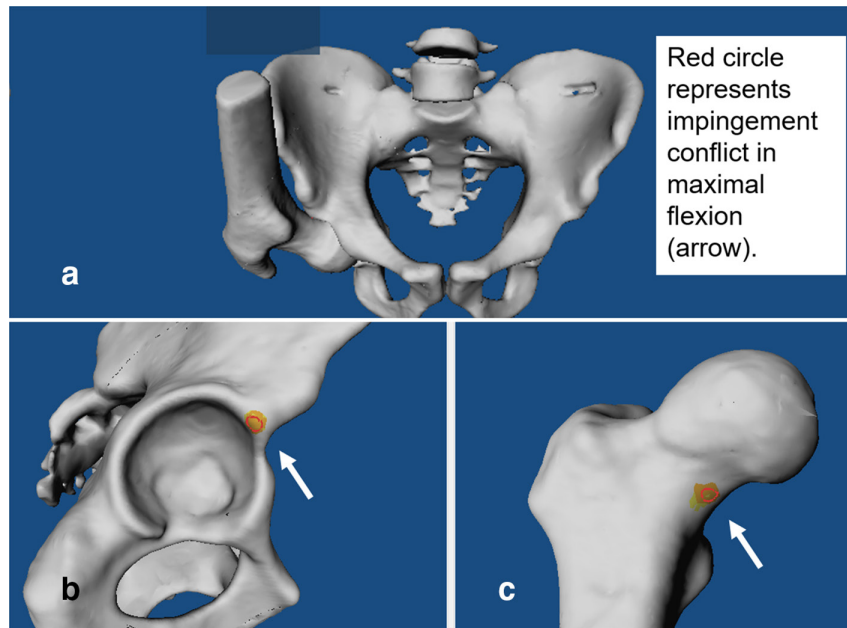 Red circle
represents
impingement
conflict in
maximal
flexion
(arrow).
a
b
c